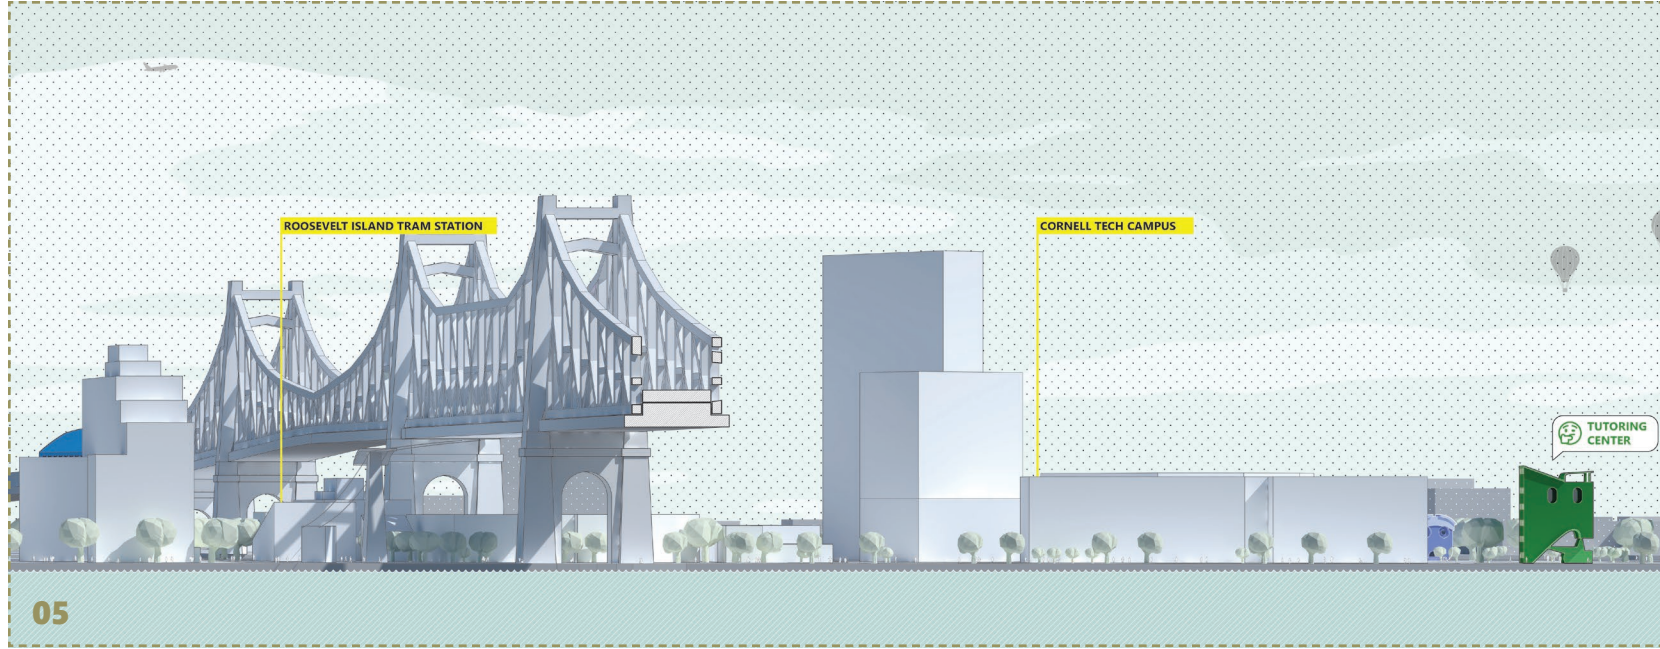 ROOSEVELT ISLAND TRAM STATION
CORNELL TECH CAMPUS
TUTORING
CENTER
05